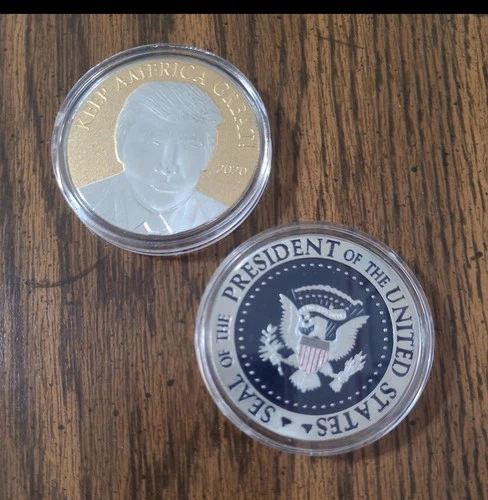 KEEP AMERICA GREAT!
2020
SEAL OF THE PRESIDENT OF THE UNITED STATES